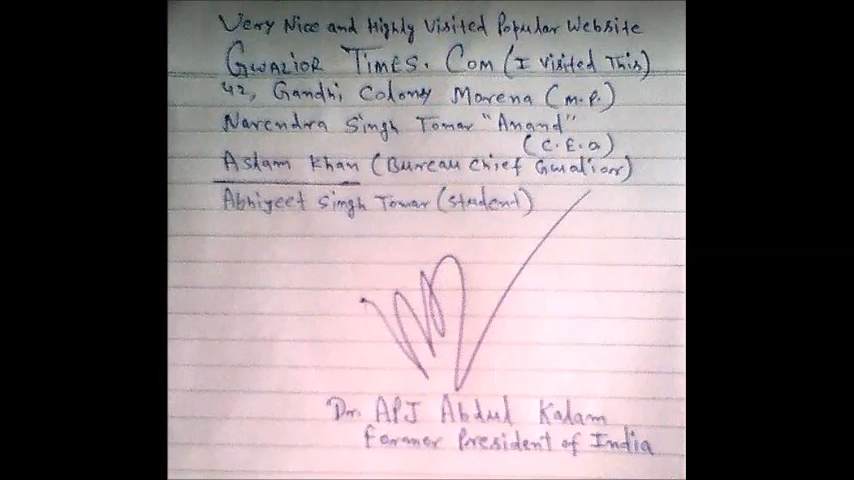 Very Nice and Highly Visited Popular Website
Gwalior Times. Com (I visited This)
42, Gandhi Colony Morena (M.P.)
Narendra Singh Tomar "Anand"
(C.E.O)
Aslam Khan (Bureau Chief Gwalior)
Abhiyeet Singh Tomar (Student)
Dr. APJ Abdul Kalam
Former President of India